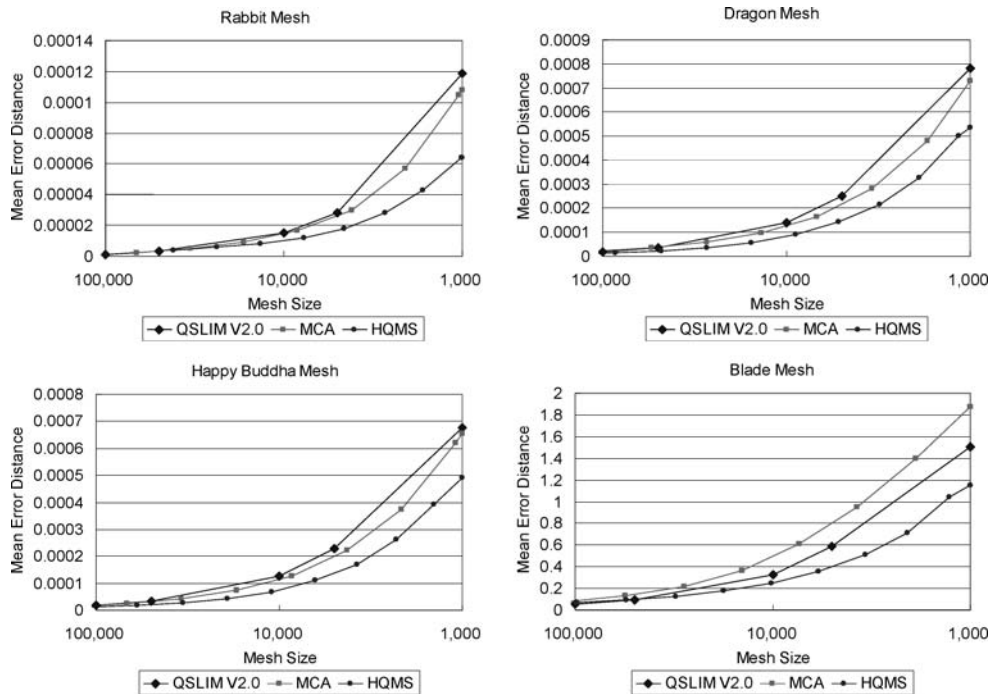 Rabbit Mesh
Mean Error Distance
0.00014
0.00012
0.0001
0.00008
0.00006
0.00004
0.00002
0
100,000
10,000
1,000
Mesh Size
QSLIM V2.0
MCA
HQMS
Dragon Mesh
Mean Error Distance
0.0009
0.0008
0.0007
0.0006
0.0005
0.0004
0.0003
0.0002
0.0001
0
100,000
10,000
1,000
Mesh Size
QSLIM V2.0
MCA
HQMS
Happy Buddha Mesh
Mean Error Distance
0.0008
0.0007
0.0006
0.0005
0.0004
0.0003
0.0002
0.0001
0
100,000
10,000
1,000
Mesh Size
QSLIM V2.0
MCA
HQMS
Blade Mesh
Mean Error Distance
2
1.8
1.6
1.4
1.2
1
0.8
0.6
0.4
0.2
0
100,000
10,000
1,000
Mesh Size
QSLIM V2.0
MCA
HQMS